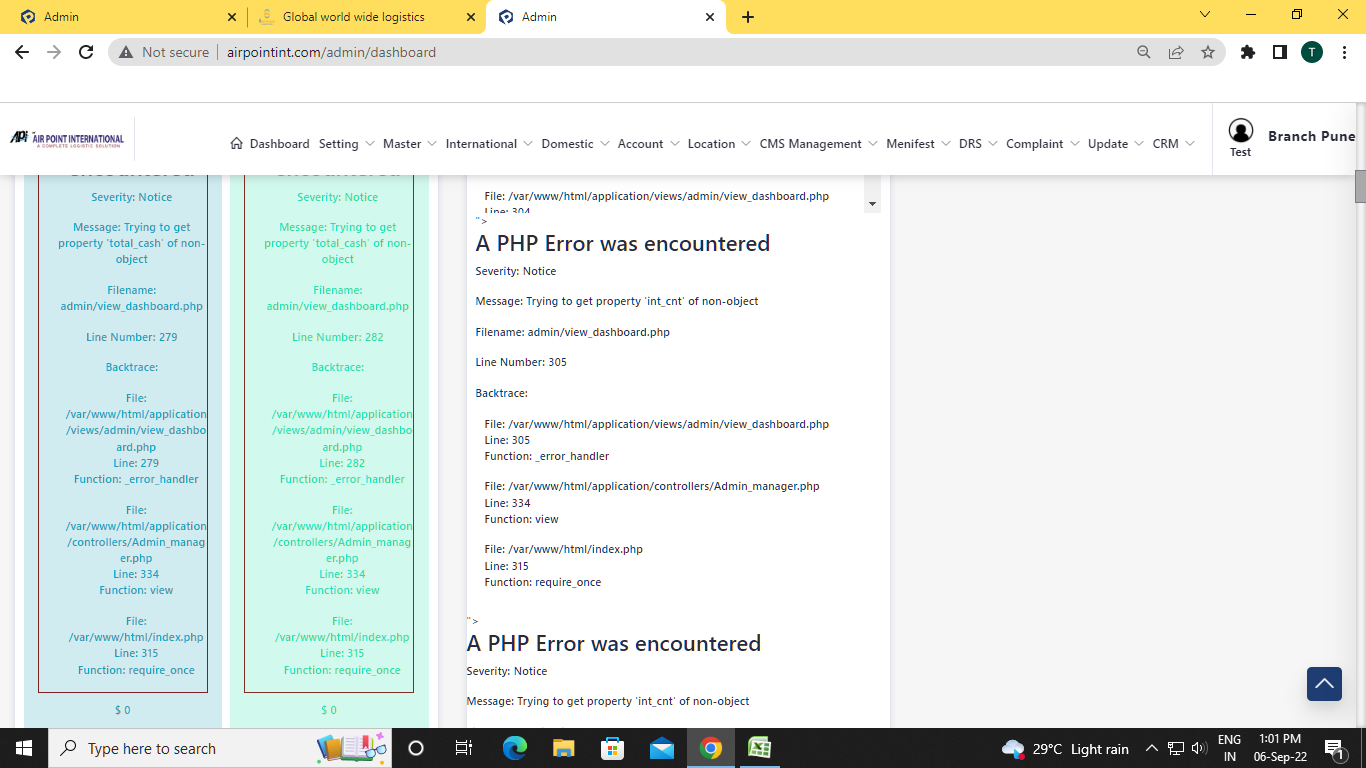 Admin
Global world wide logistics
Admin
Not secure
airpointint.com/admin/dashboard
T
APi AIR POINT INTERNATIONAL
A COMPLETE LOGISTIC SOLUTION
Dashboard Setting Master International Domestic Account Location CMS Management Menifest DRS Complaint Update CRM
Test
Branch Pune
encountered
Severity: Notice
Message: Trying to get
property 'total_cash' of non-
object
Filename:
admin/view_dashboard.php
Line Number: 279
Backtrace:
File:
/var/www/html/application
/views/admin/view_dashbo
ard.php
Line: 279
Function: _error_handler
File:
/var/www/html/application
/controllers/Admin_manag
er.php
Line: 334
Function: view
File:
/var/www/html/index.php
Line: 315
Function: require_once
$ 0
encountered
Severity: Notice
Message: Trying to get
property 'total_cash' of non-
object
Filename:
admin/view_dashboard.php
Line Number: 282
Backtrace:
File:
/var/www/html/application
/views/admin/view_dashbo
ard.php
Line: 282
Function: _error_handler
File:
/var/www/html/application
/controllers/Admin_manag
er.php
Line: 334
Function: view
File:
/var/www/html/index.php
Line: 315
Function: require_once
$ 0
File: /var/www/html/application/views/admin/view_dashboard.php
Line: 304
">
A PHP Error was encountered
Severity: Notice
Message: Trying to get property 'int_cnt' of non-object
Filename: admin/view_dashboard.php
Line Number: 305
Backtrace:
File: /var/www/html/application/views/admin/view_dashboard.php
Line: 305
Function: _error_handler
File: /var/www/html/application/controllers/Admin_manager.php
Line: 334
Function: view
File: /var/www/html/index.php
Line: 315
Function: require_once
">
A PHP Error was encountered
Severity: Notice
Message: Trying to get property 'int_cnt' of non-object
Type here to search
29°C Light rain
ENG
IN
1:01 PM
06-Sep-22
1